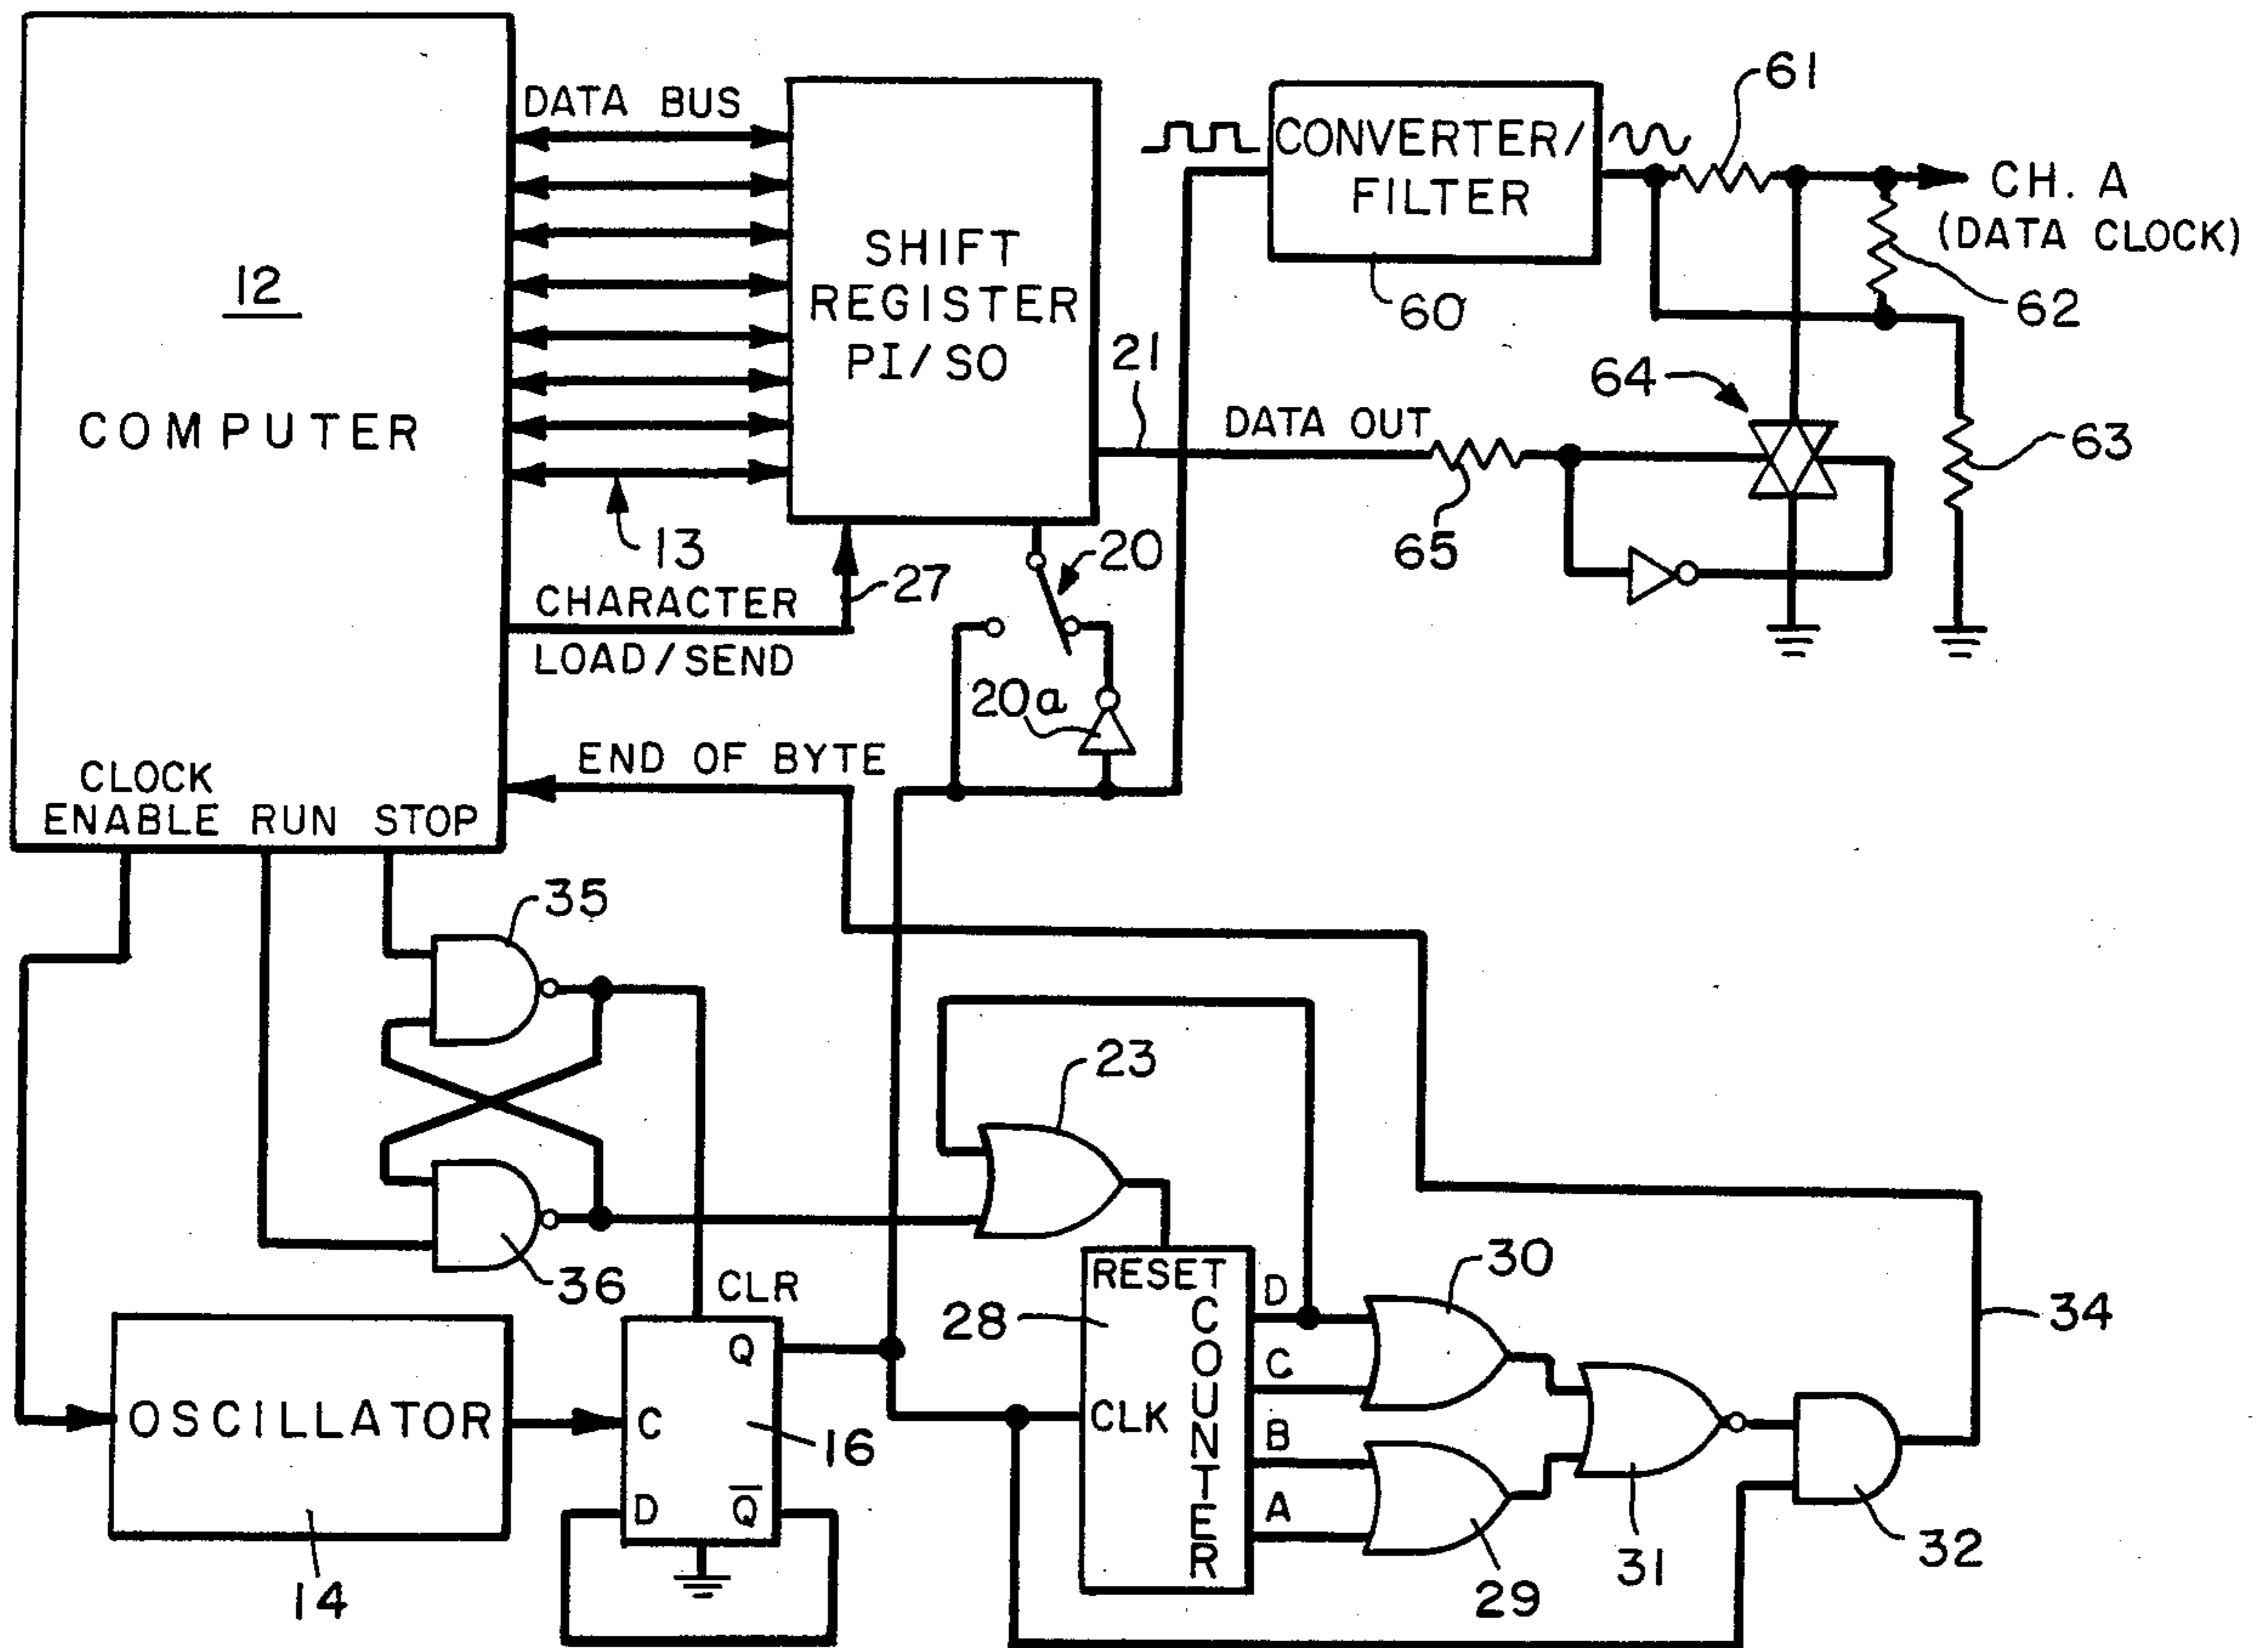 12
COMPUTER
DATA BUS
13
SHIFT
REGISTER
PI/SO
CHARACTER
LOAD/SEND
27
20
20a
21
DATA OUT
65
CONVERTER/
FILTER
60
61
CH. A
(DATA CLOCK)
62
63
64
END OF BYTE
CLOCK
ENABLE RUN STOP
35
36
23
OSCILLATOR
14
CLR
Q
C
16
D
Q̅
RESET
28
CLK
COUNTER
D
C
B
A
30
29
31
32
34